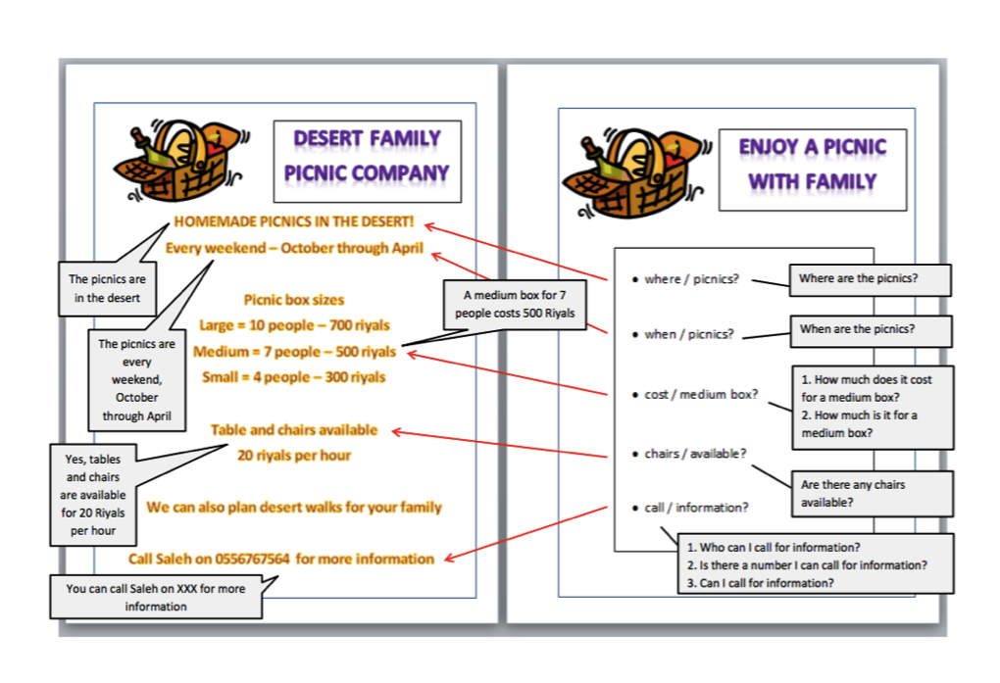 DESERT FAMILY
PICNIC COMPANY
HOMEMADE PICNICS IN THE DESERT!
Every weekend – October through April
The picnics are
in the desert
The picnics are
every
weekend,
October
through April
Picnic box sizes
Large = 10 people – 700 riyals
Medium = 7 people – 500 riyals
Small = 4 people – 300 riyals
A medium box for 7
people costs 500 Riyals
Table and chairs available
20 riyals per hour
Yes, tables
and chairs
are available
for 20 Riyals
per hour
We can also plan desert walks for your family
Call Saleh on 0556767564 for more information
You can call Saleh on XXX for more
information
ENJOY A PICNIC
WITH FAMILY
• where / picnics?
Where are the picnics?
• when / picnics?
When are the picnics?
• cost / medium box?
1. How much does it cost
for a medium box?
2. How much is it for a
medium box?
• chairs / available?
Are there any chairs
available?
• call / information?
1. Who can I call for information?
2. Is there a number I can call for information?
3. Can I call for information?